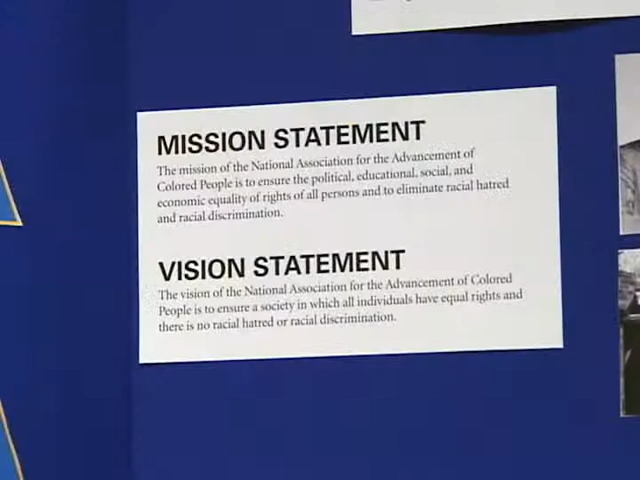 MISSION STATEMENT
The mission of the National Association for the Advancement of
Colored People is to ensure the political, educational, social, and
economic equality of rights of all persons and to eliminate racial hatred
and racial discrimination.
VISION STATEMENT
The vision of the National Association for the Advancement of Colored
People is to ensure a society in which all individuals have equal rights and
there is no racial hatred or racial discrimination.